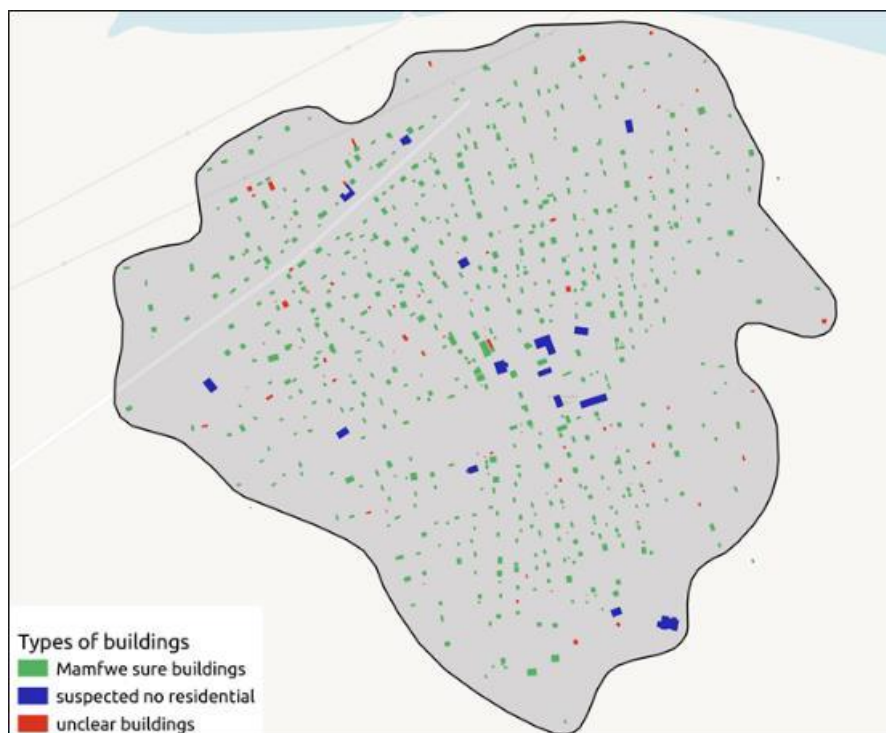 Types of buildings
Mamfwe sure buildings
suspected no residential
unclear buildings